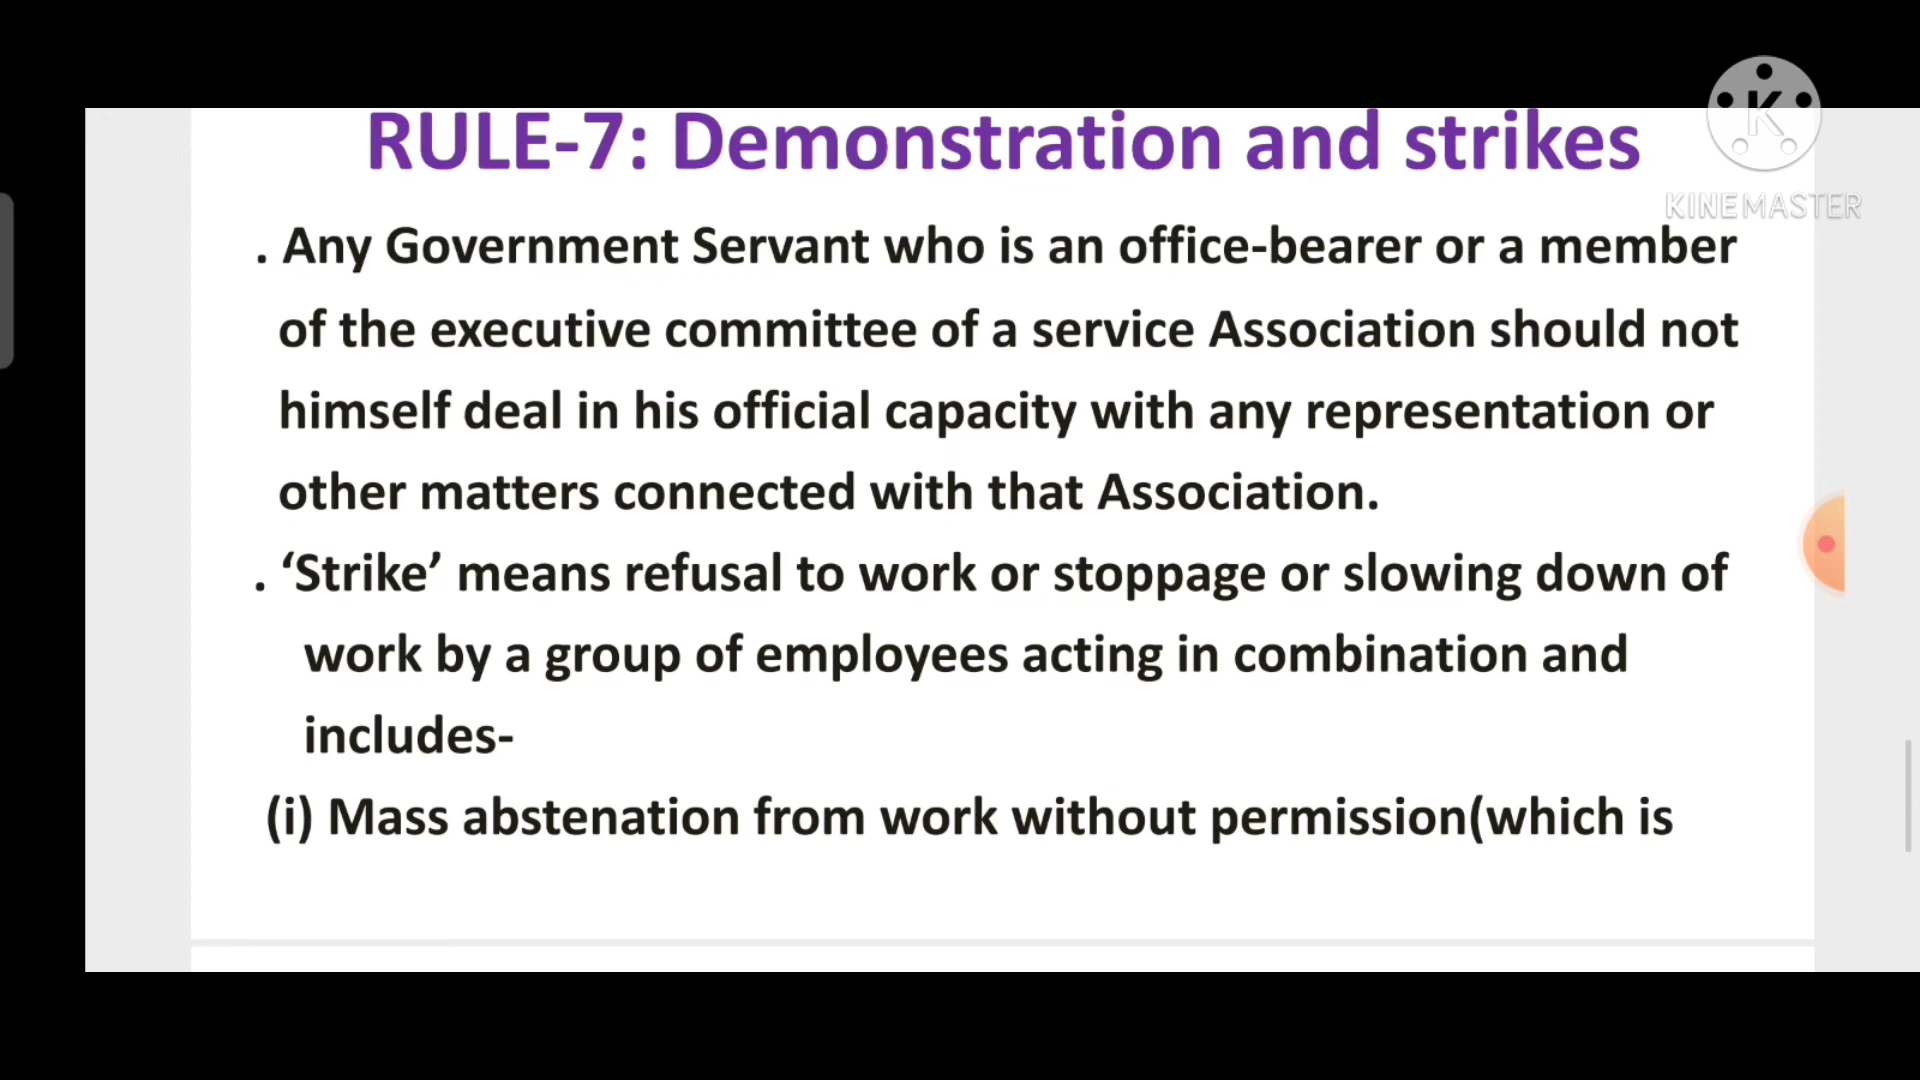 RULE-7: Demonstration and strikes
K
KINEMASTER
. Any Government Servant who is an office-bearer or a member
of the executive committee of a service Association should not
himself deal in his official capacity with any representation or
other matters connected with that Association.
. ‘Strike’ means refusal to work or stoppage or slowing down of
work by a group of employees acting in combination and
includes-
(i) Mass abstenation from work without permission(which is